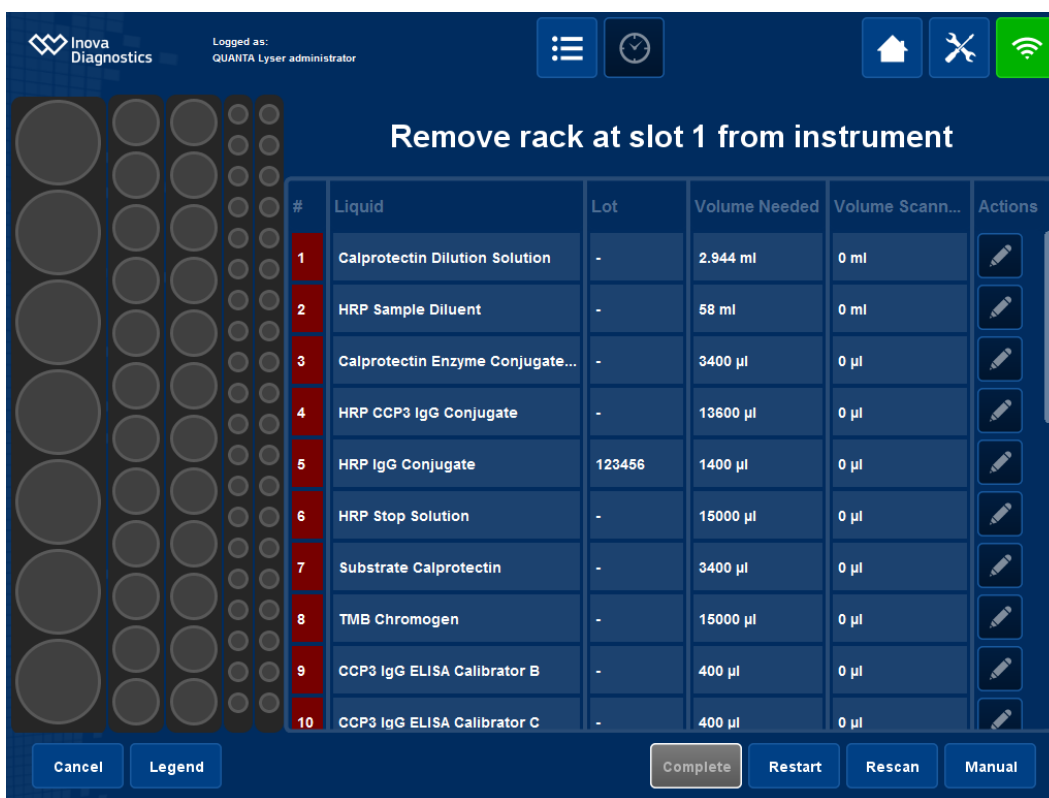 Inova
Diagnostics
Logged as:
QUANTA Lyser administrator
Remove rack at slot 1 from instrument
# Liquid Lot Volume Needed Volume Scann... Actions
1 Calprotectin Dilution Solution - 2.944 ml 0 ml
2 HRP Sample Diluent - 58 ml 0 ml
3 Calprotectin Enzyme Conjugate... - 3400 µl 0 µl
4 HRP CCP3 IgG Conjugate - 13600 µl 0 µl
5 HRP IgG Conjugate 123456 1400 µl 0 µl
6 HRP Stop Solution - 15000 µl 0 µl
7 Substrate Calprotectin - 3400 µl 0 µl
8 TMB Chromogen - 15000 µl 0 µl
9 CCP3 IgG ELISA Calibrator B - 400 µl 0 µl
10 CCP3 IgG ELISA Calibrator C - 400 µl 0 µl
Cancel Legend Complete Restart Rescan Manual